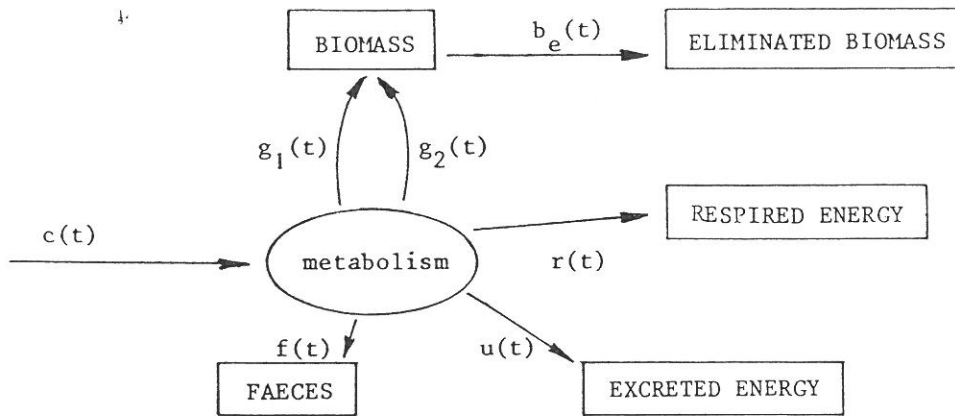 b_e(t)
BIOMASS
ELIMINATED BIOMASS
g_1(t)
g_2(t)
RESPIRED ENERGY
c(t)
metabolism
r(t)
f(t)
u(t)
FAECES
EXCRETED ENERGY